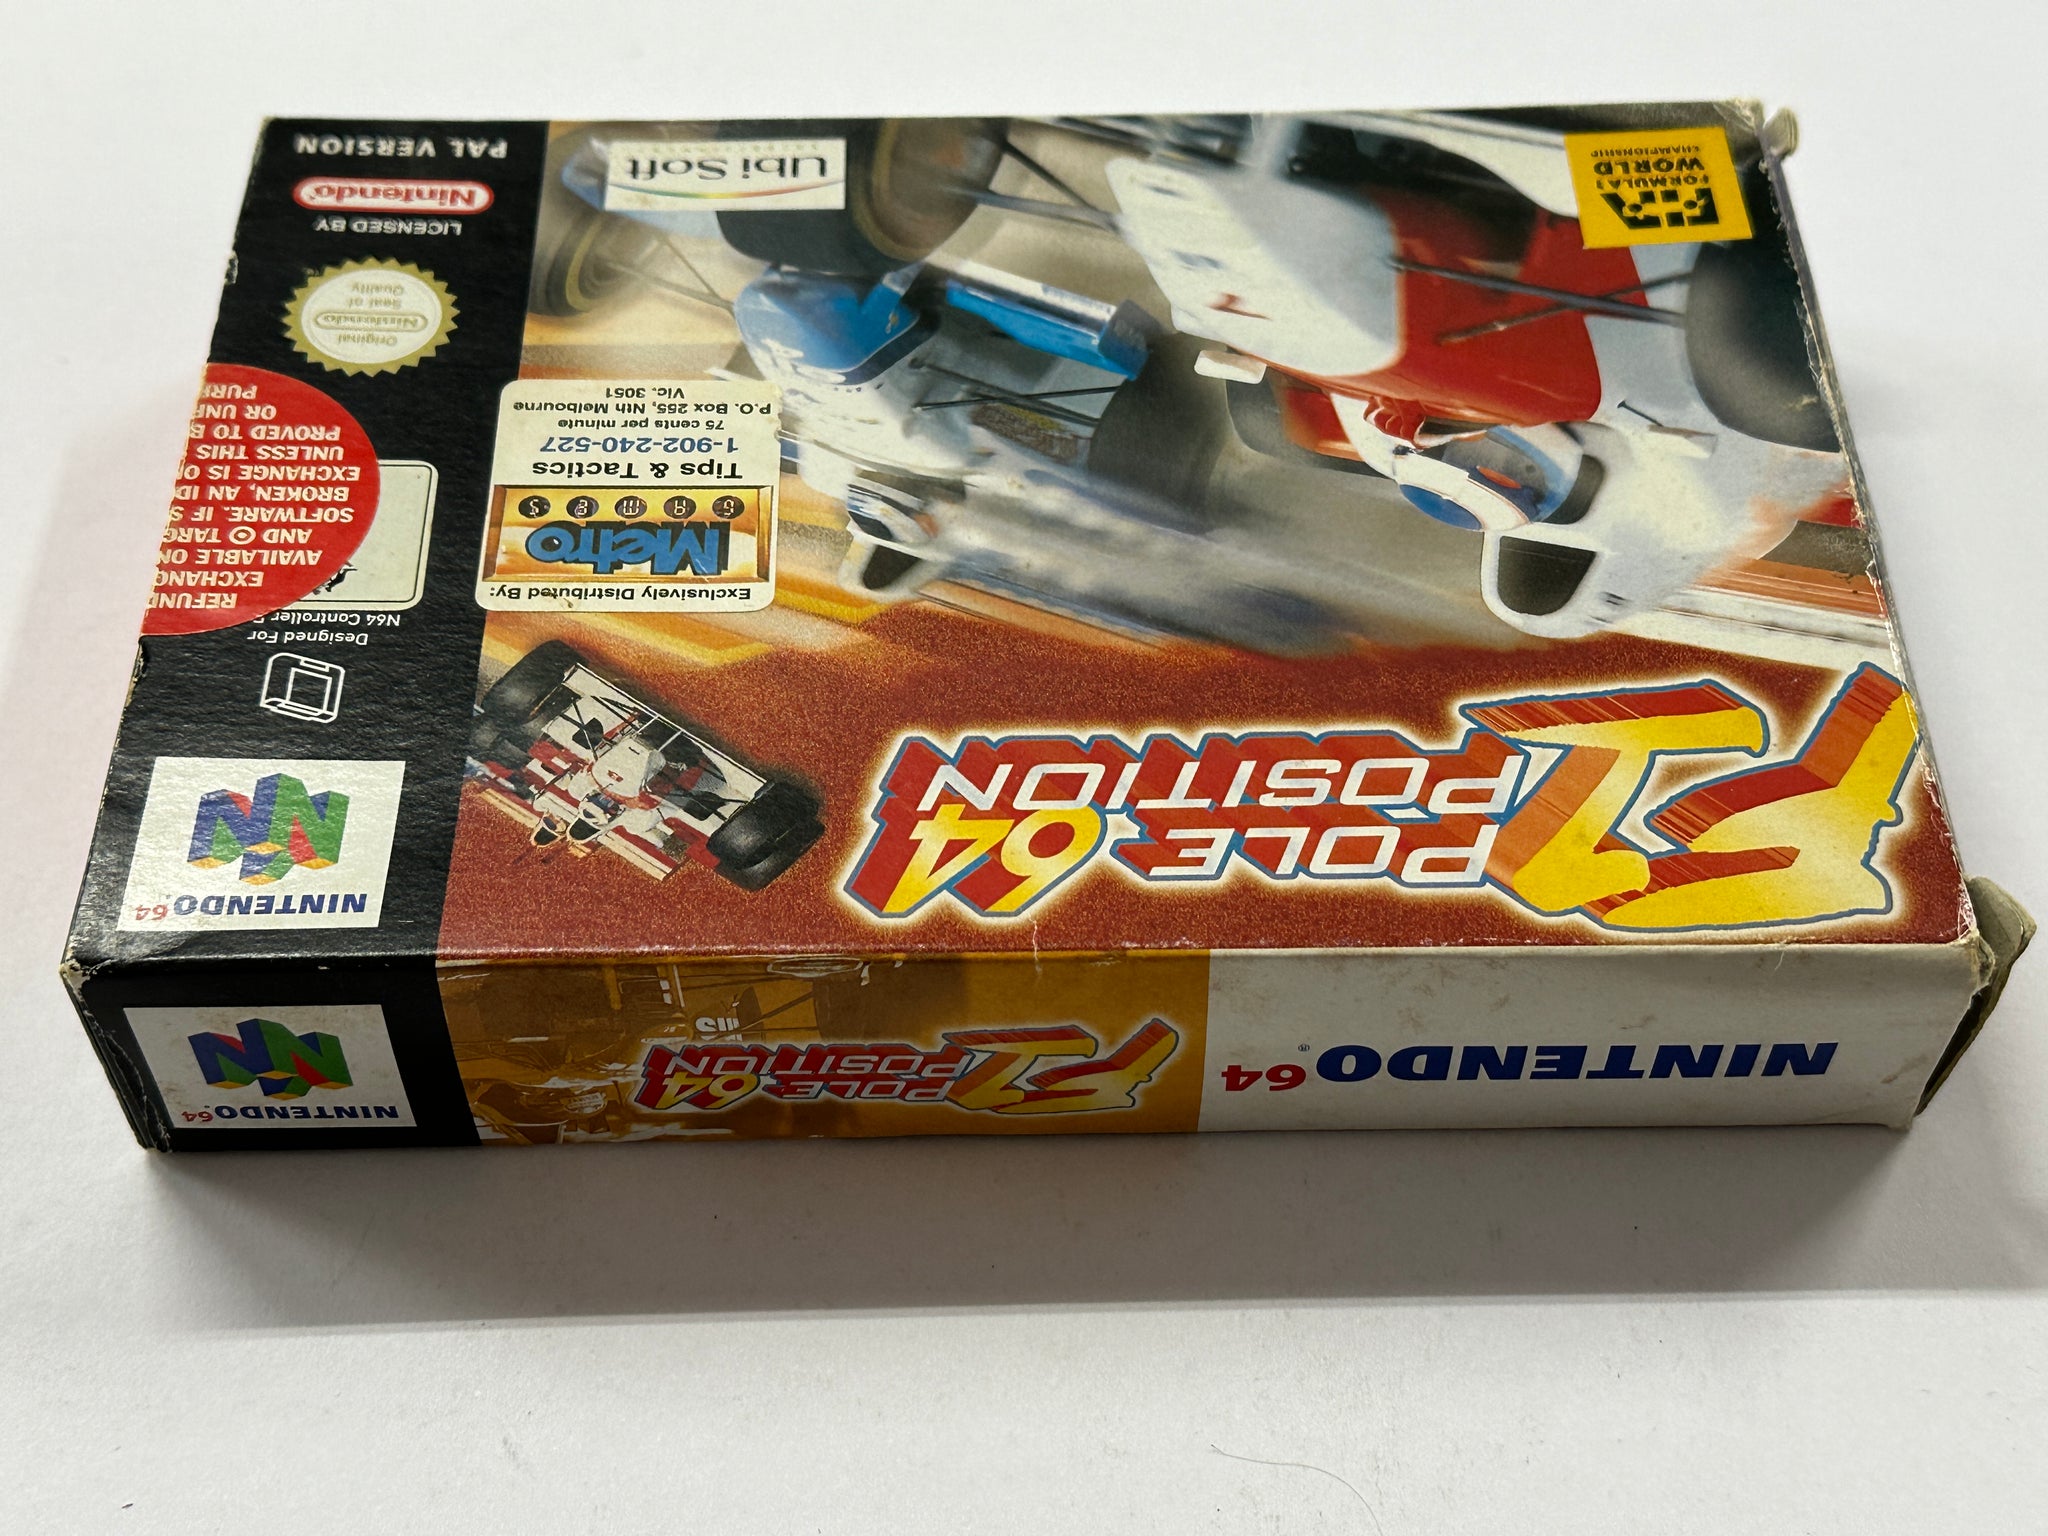 NINTENDO 64
Designed For
N64 Controller
REFUND
EXCHANG
AVAILABLE ON
AND TARG
SOFTWARE. IF S
BROKEN, AN ID
EXCHANGE IS O
UNLESS THIS
PROVED TO B
OR UNF
PURP
Original
Nintendo
Seal of
Quality
LICENSED BY
Nintendo
PAL VERSION
F1
POLE
POSITION
64
Exclusively Distributed By:
Metro
GAMES
Tips & Tactics
1-902-240-527
75 cents per minute
P.O. Box 255, Nth Melbourne
Vic. 3051
Ubi Soft
FIA
FORMULA 1
WORLD
CHAMPIONSHIP
NINTENDO 64®
F1
POLE
POSITION
64
NINTENDO 64